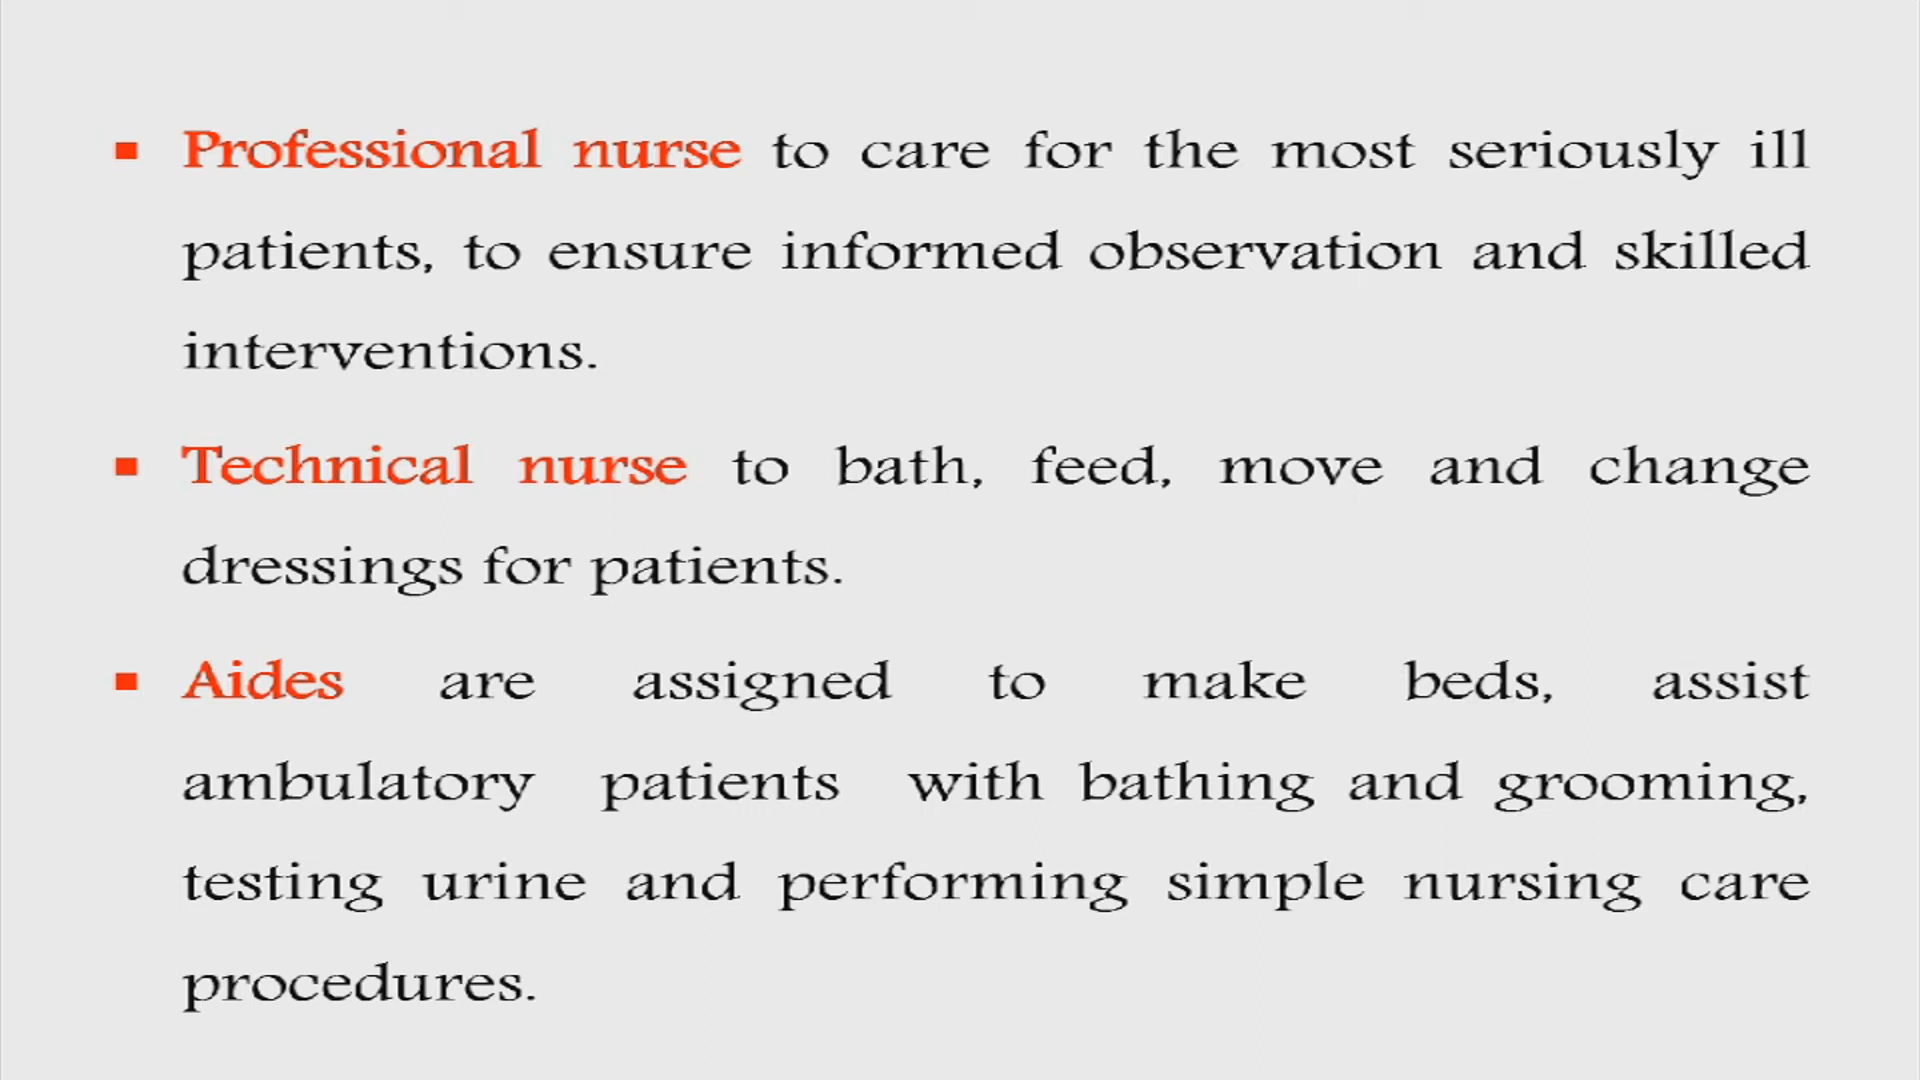 ▪ Professional nurse to care for the most seriously ill
patients, to ensure informed observation and skilled
interventions.
▪ Technical nurse to bath, feed, move and change
dressings for patients.
▪ Aides are assigned to make beds, assist
ambulatory patients with bathing and grooming,
testing urine and performing simple nursing care
procedures.